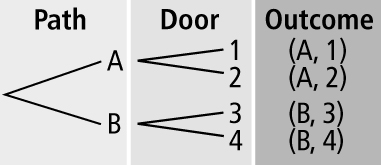 Path Door Outcome
1 (A, 1)
A
2 (A, 2)
3 (B, 3)
B
4 (B, 4)